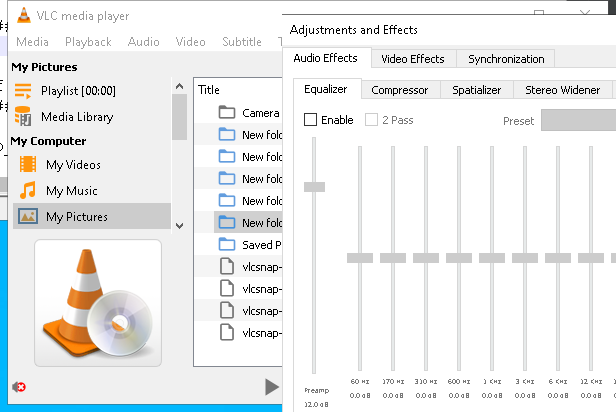 VLC media player
Media Playback Audio Video Subtitle
My Pictures
Playlist [00:00]
Media Library
My Computer
My Videos
My Music
My Pictures
Title
Camera
New fold
New fold
New fold
New fold
New fold
Saved P
vlcsnap-
vlcsnap-
vlcsnap-
vlcsnap-
Adjustments and Effects
Audio Effects Video Effects Synchronization
Equalizer Compressor Spatializer Stereo Widener
Enable 2 Pass Preset
60 Hz 170 Hz 310 Hz 600 Hz 1 KHz 3 KHz 6 KHz 12 KHz
Preamp
12.0 dB 0.0 dB 0.0 dB 0.0 dB 0.0 dB 0.0 dB 0.0 dB 0.0 dB 0.0 dB